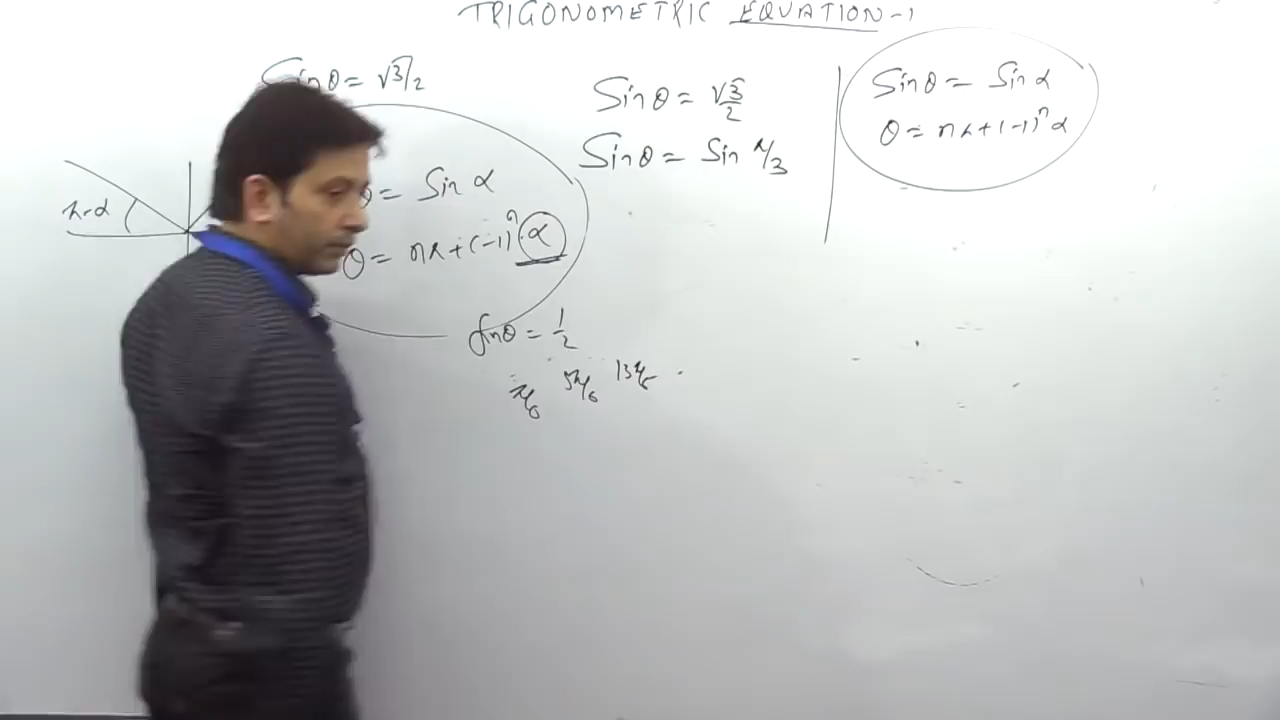 TRIGONOMETRIC EQUATION-1
Sinθ = √3/2
π-α
θ = Sin α
θ = nπ+(-1)ⁿ.α
Sinθ = 1/2
π/6 5π/6 13π/6 .
Sinθ = √3/2
Sinθ = Sin π/3
Sinθ = Sin α
θ = nπ+(-1)ⁿα